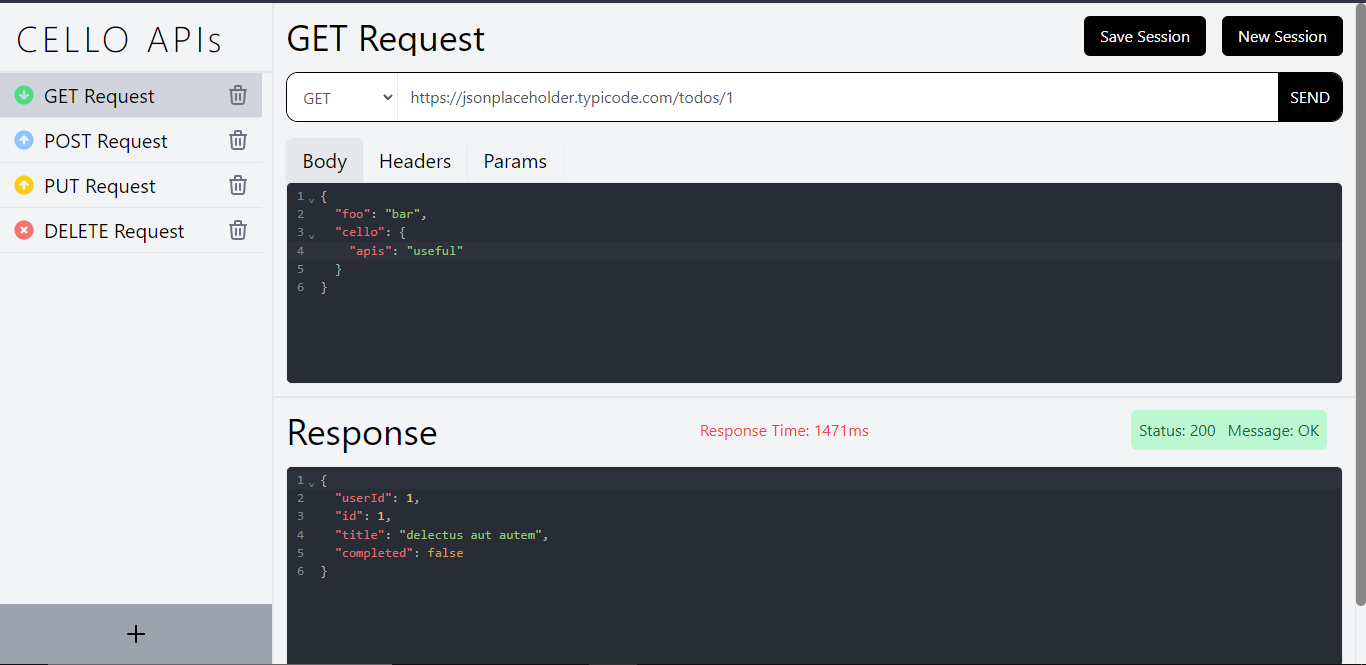 CELLO APIs
GET Request
POST Request
PUT Request
DELETE Request
+
GET Request
Save Session
New Session
GET
https://jsonplaceholder.typicode.com/todos/1
SEND
Body Headers Params
1 {
2 "foo": "bar",
3 "cello": {
4 "apis": "useful"
5 }
6 }
Response
Response Time: 1471ms
Status: 200 Message: OK
1 {
2 "userId": 1,
3 "id": 1,
4 "title": "delectus aut autem",
5 "completed": false
6 }